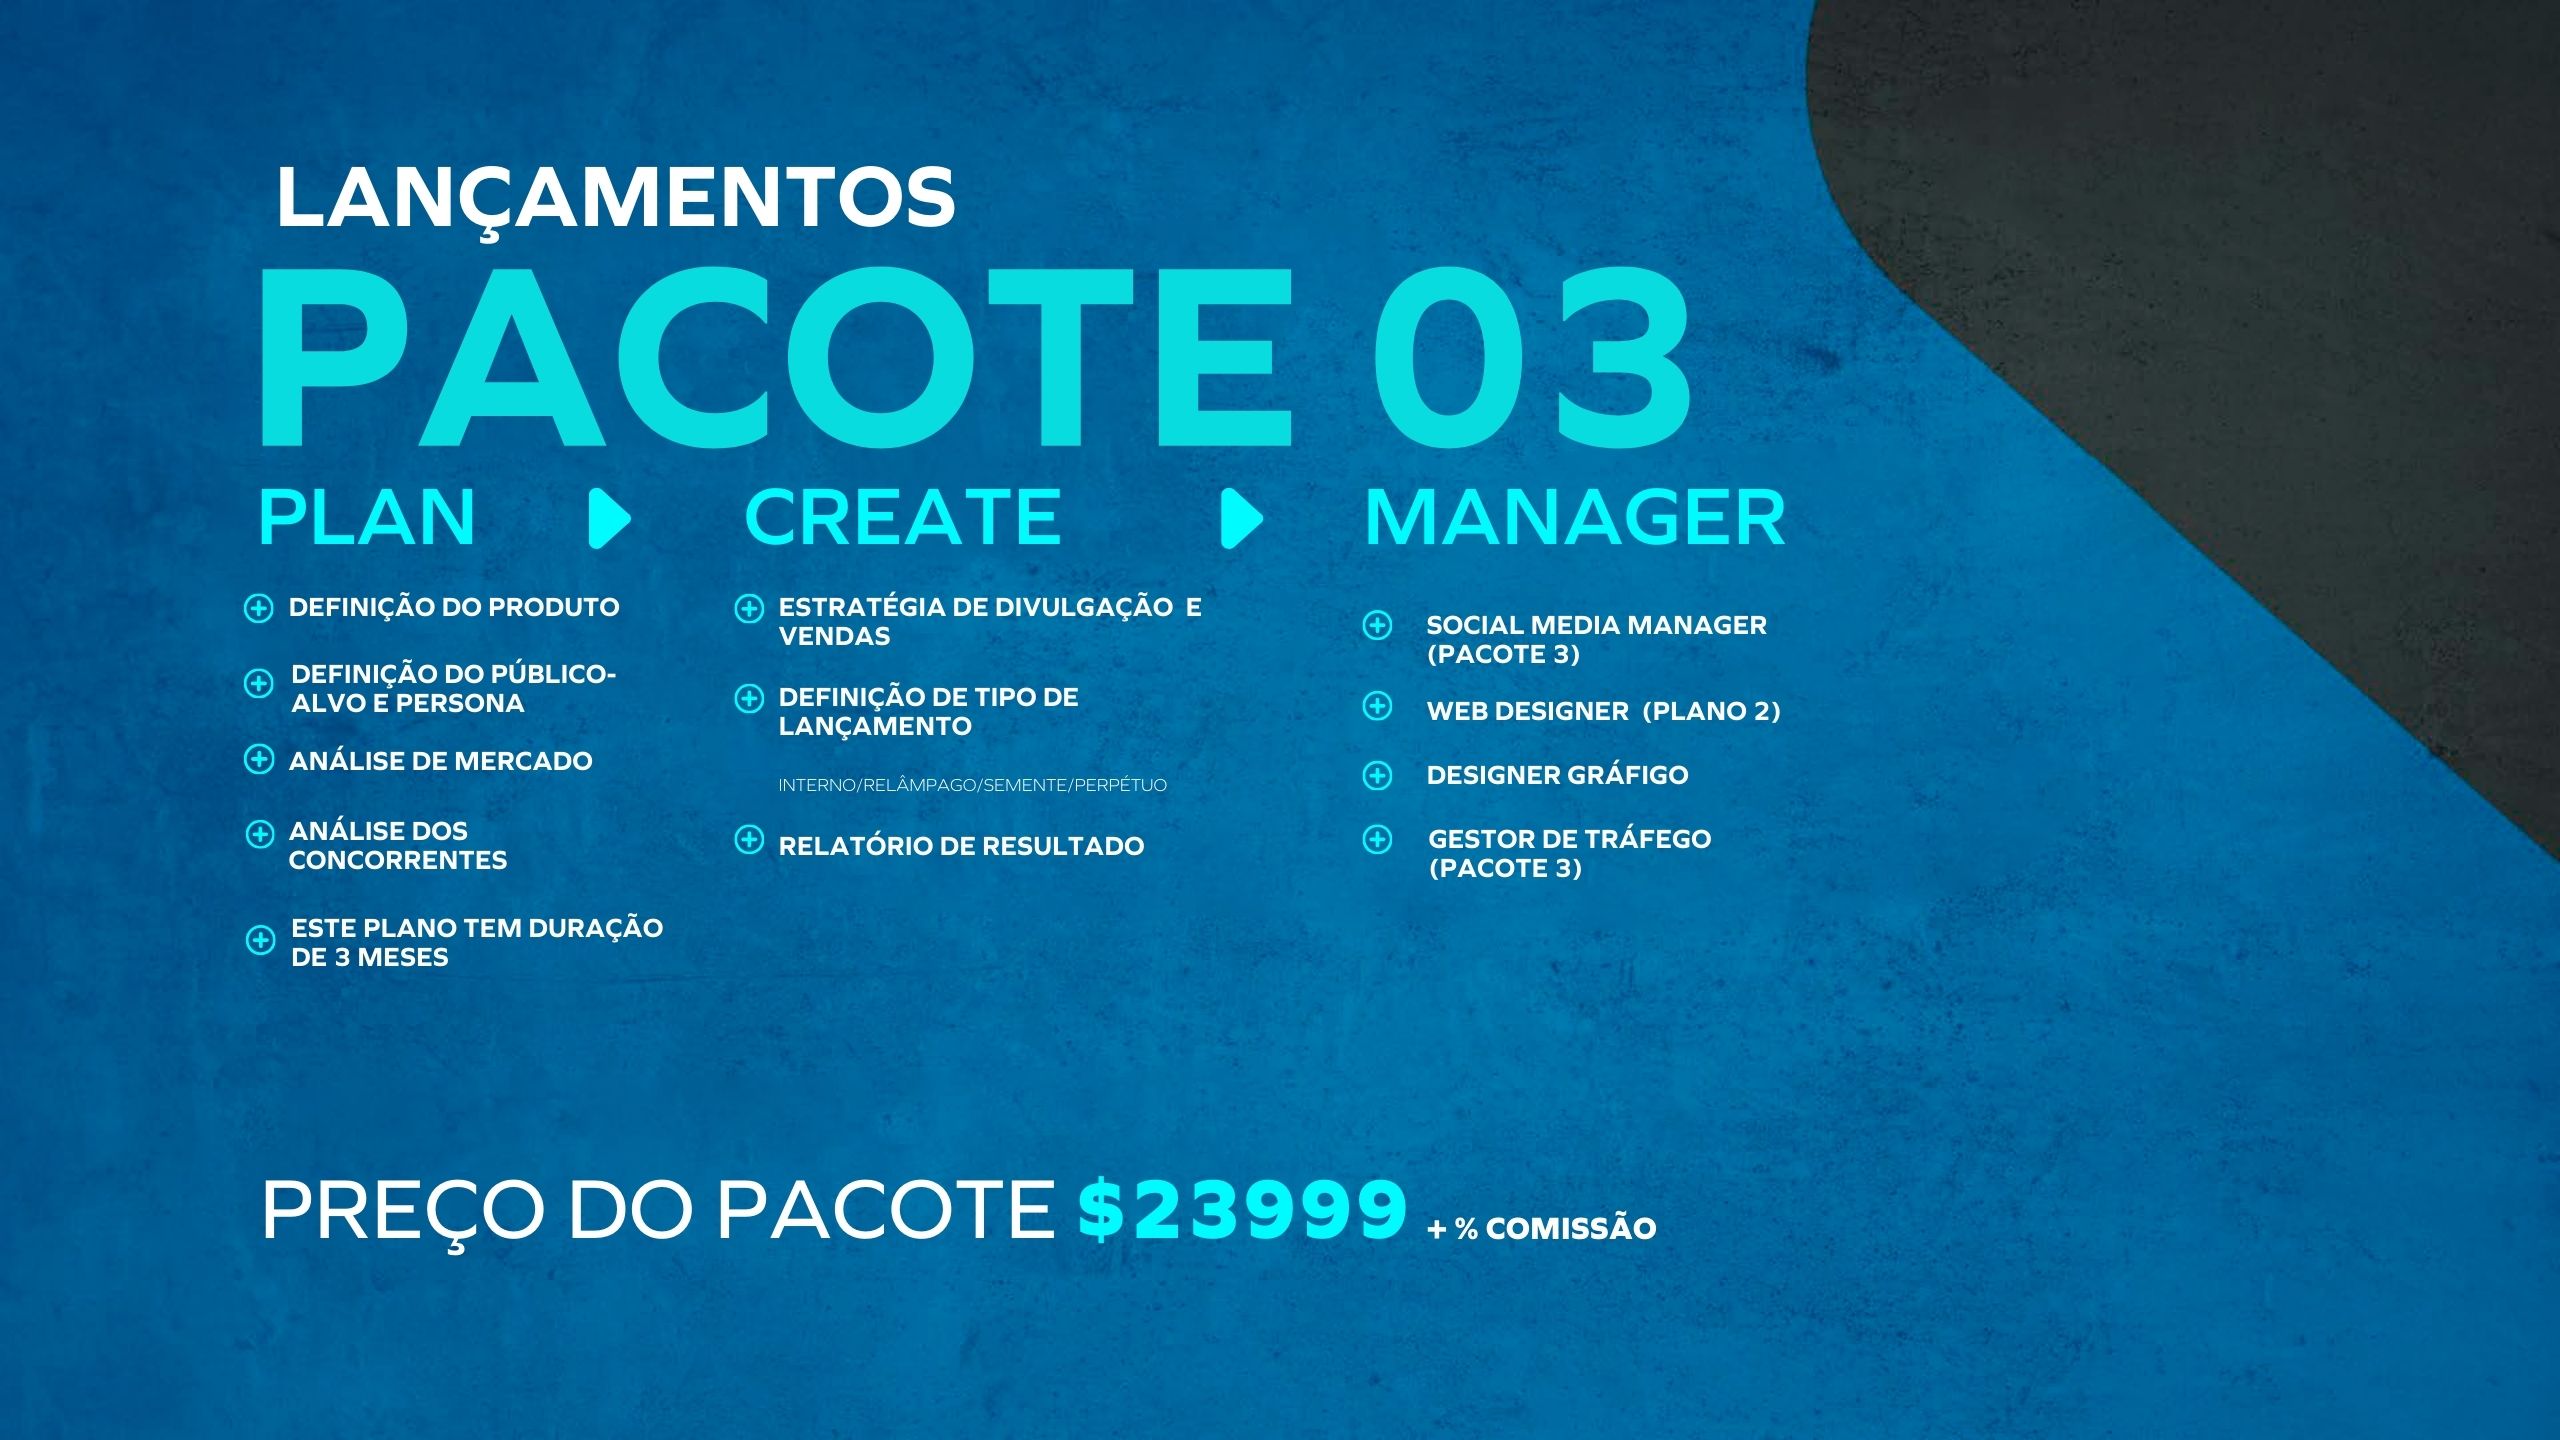 LANÇAMENTOS
PACOTE 03
PLAN
DEFINIÇÃO DO PRODUTO
DEFINIÇÃO DO PÚBLICO-
ALVO E PERSONA
ANÁLISE DE MERCADO
ANÁLISE DOS
CONCORRENTES
ESTE PLANO TEM DURAÇÃO
DE 3 MESES
CREATE
ESTRATÉGIA DE DIVULGAÇÃO E
VENDAS
DEFINIÇÃO DE TIPO DE
LANÇAMENTO
INTERNO/RELÂMPAGO/SEMENTE/PERPÉTUO
RELATÓRIO DE RESULTADO
MANAGER
SOCIAL MEDIA MANAGER
(PACOTE 3)
WEB DESIGNER (PLANO 2)
DESIGNER GRÁFIGO
GESTOR DE TRÁFEGO
(PACOTE 3)
PREÇO DO PACOTE $23999 + % COMISSÃO